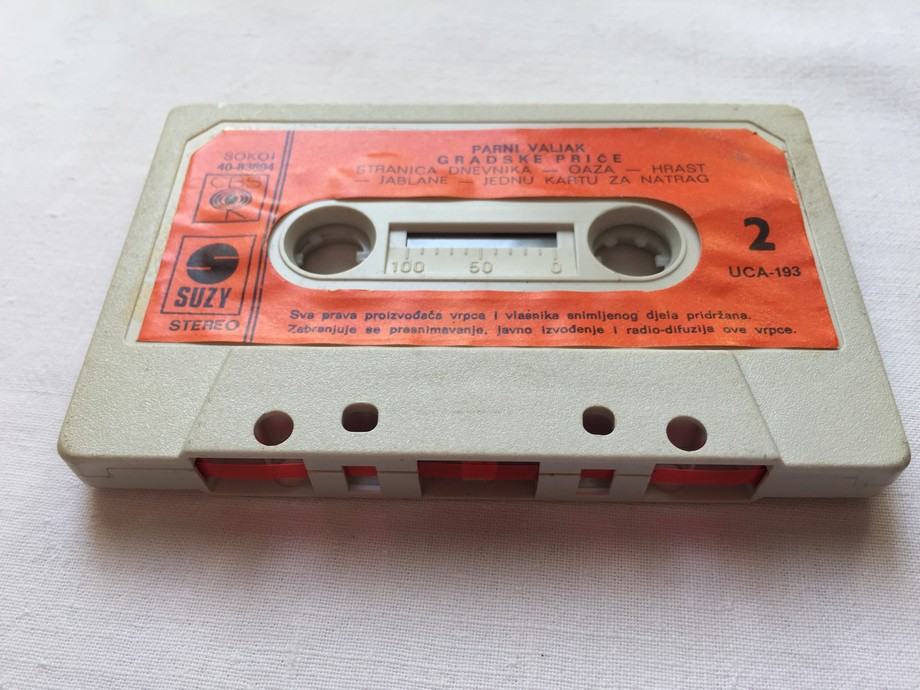 SOKOJ
CBS
SUZY
STEREO
PARNI VALJAK
GRADSKE PRIČE
STRANICA DNEVNIKA — OAZA — HRAST
— JABLANE — JEDNU KARTU ZA NATRAG
100 50 0
2
UCA-193
Sva prava proizvođača vrpce i vlasnika snimljenog djela pridržana.
Zabranjuje se presnimavanje, javno izvođenje i radio-difuzija ove vrpce.